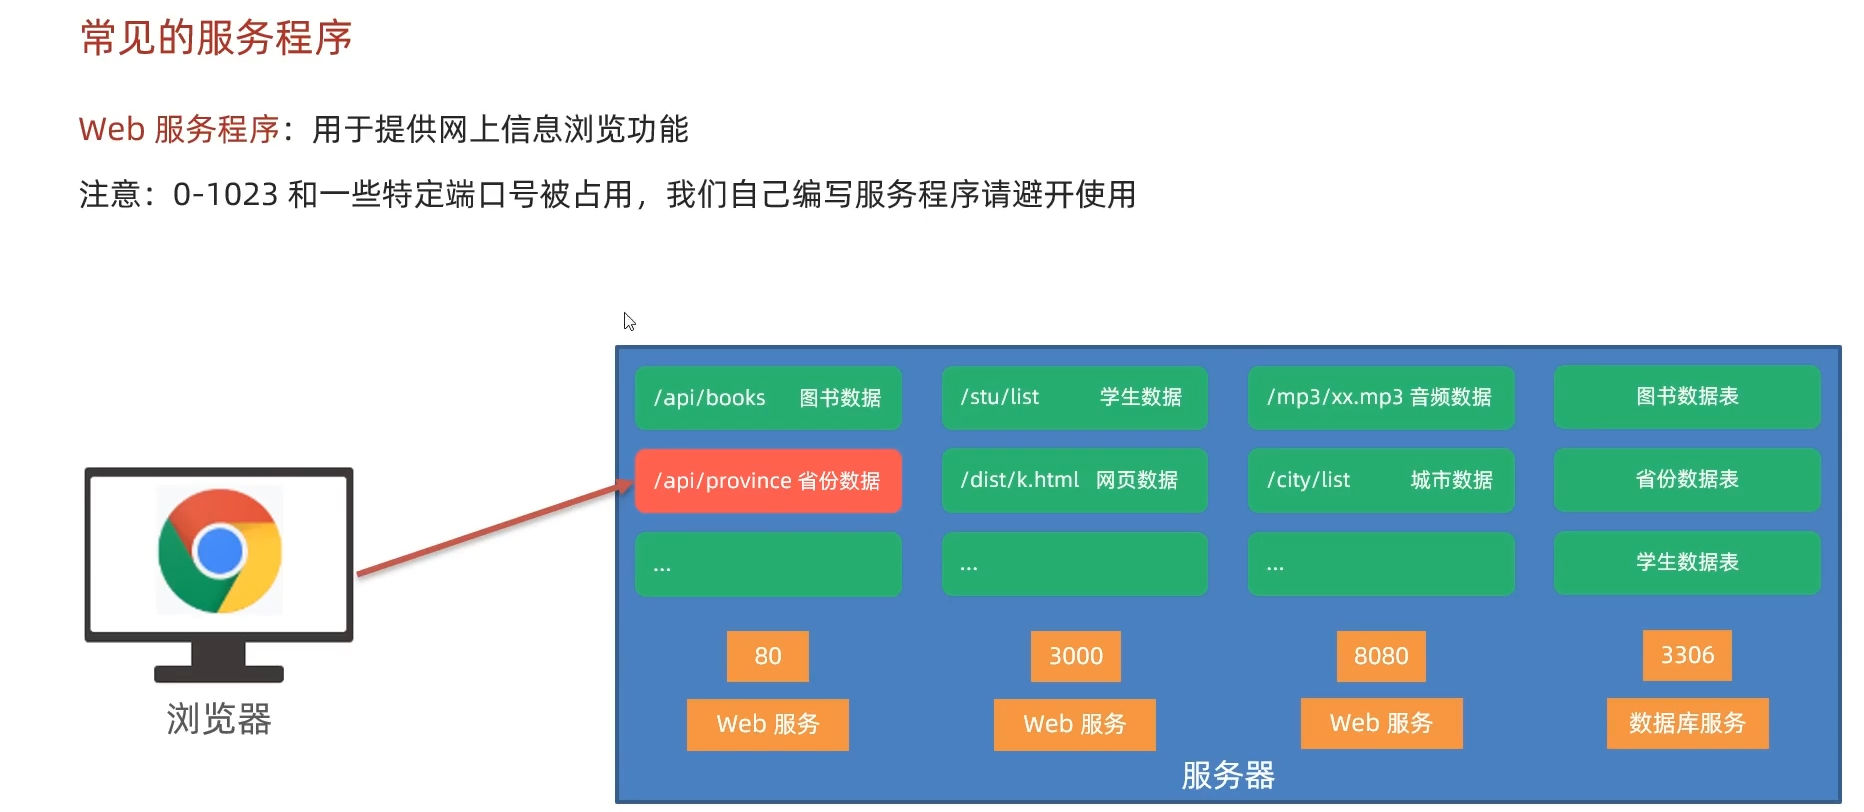 常见的服务程序
Web 服务程序：用于提供网上信息浏览功能
注意：0-1023 和一些特定端口号被占用，我们自己编写服务程序请避开使用
/api/books 图书数据
/stu/list 学生数据
/mp3/xx.mp3 音频数据
图书数据表
/api/province 省份数据
/dist/k.html 网页数据
/city/list 城市数据
省份数据表
...
...
...
学生数据表
80
3000
8080
3306
Web 服务
Web 服务
Web 服务
数据库服务
浏览器
服务器